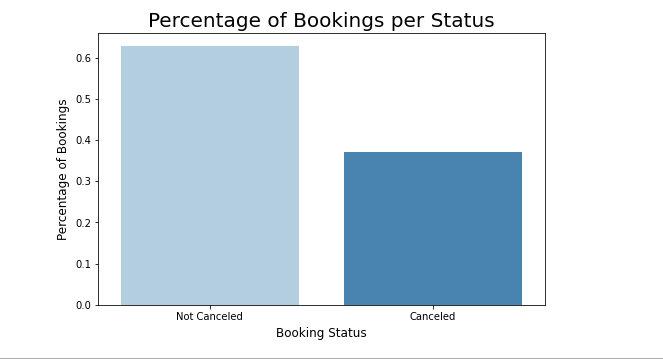 Percentage of Bookings per Status
Percentage of Bookings
0.6
0.5
0.4
0.3
0.2
0.1
0.0
Not Canceled
Canceled
Booking Status